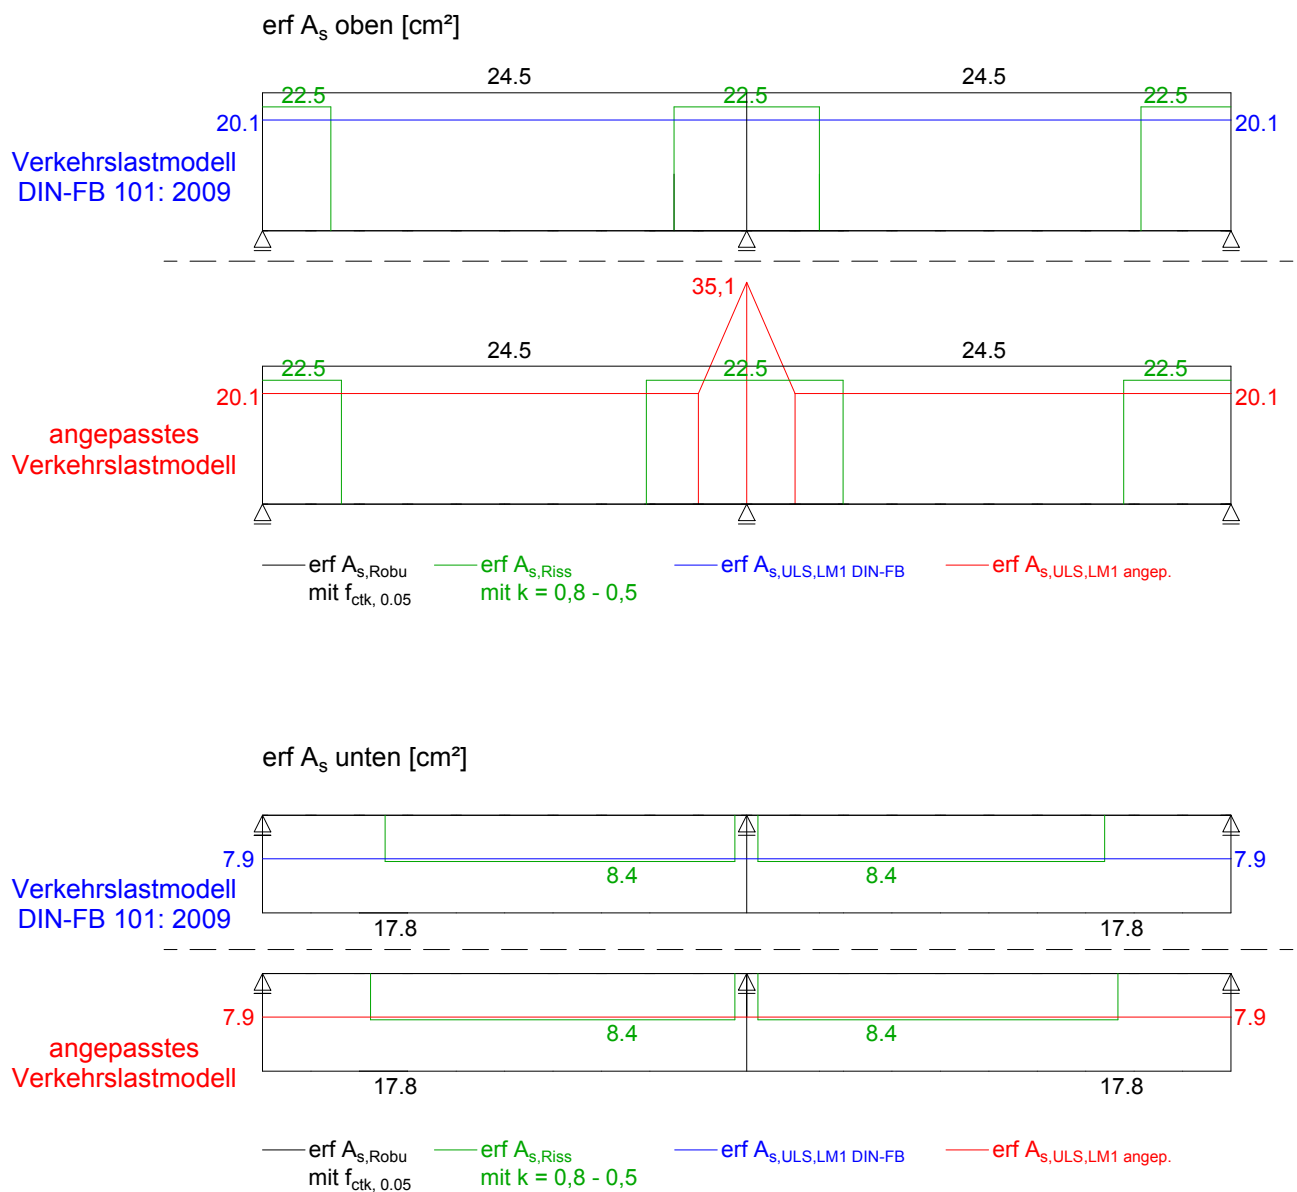 erf As oben [cm²]
24.5 24.5
22.5 22.5 22.5
20.1 20.1
Verkehrslastmodell
DIN-FB 101: 2009
35,1
24.5 24.5
22.5 22.5 22.5
20.1 20.1
angepasstes
Verkehrslastmodell
erf As,Robu erf As,Riss erf As,ULS,LM1 DIN-FB erf As,ULS,LM1 angep.
mit fctk, 0.05 mit k = 0,8 - 0,5
erf As unten [cm²]
7.9 7.9
8.4 8.4
Verkehrslastmodell
DIN-FB 101: 2009
17.8 17.8
7.9 7.9
8.4 8.4
angepasstes
Verkehrslastmodell
17.8 17.8
erf As,Robu erf As,Riss erf As,ULS,LM1 DIN-FB erf As,ULS,LM1 angep.
mit fctk, 0.05 mit k = 0,8 - 0,5